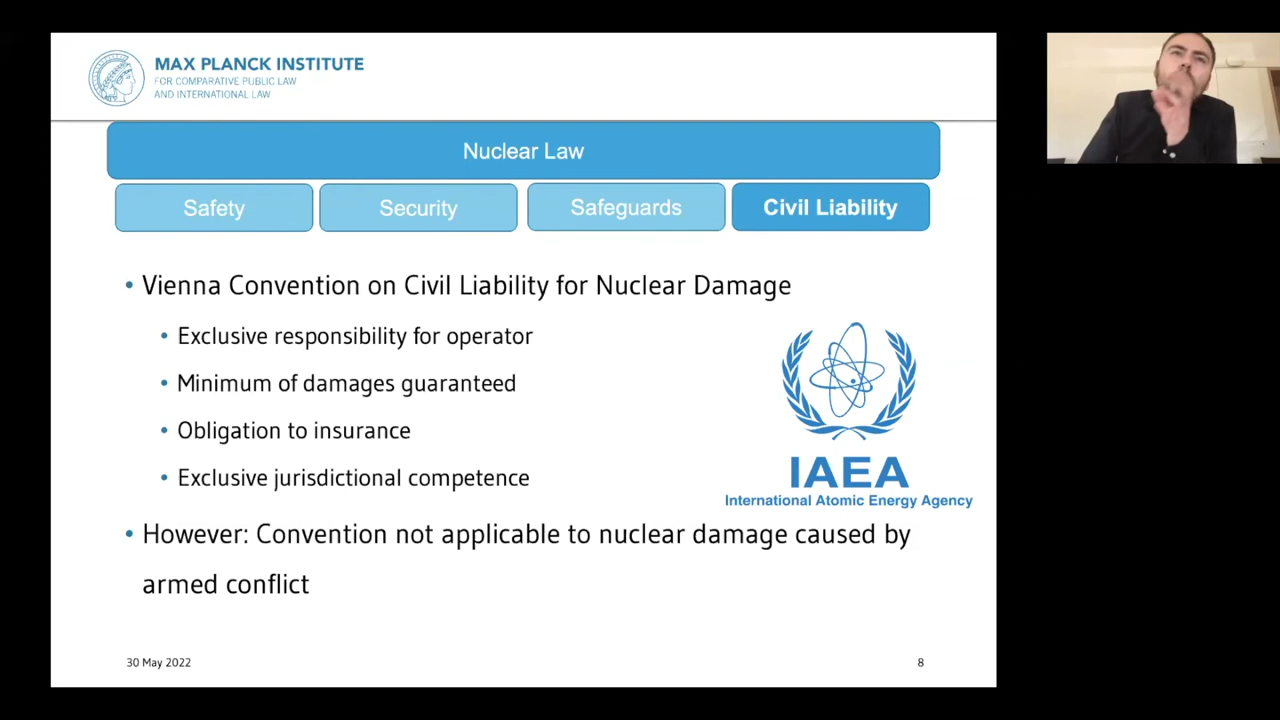 MAX PLANCK INSTITUTE
FOR COMPARATIVE PUBLIC LAW
AND INTERNATIONAL LAW
Nuclear Law
Safety
Security
Safeguards
Civil Liability
• Vienna Convention on Civil Liability for Nuclear Damage
• Exclusive responsibility for operator
• Minimum of damages guaranteed
• Obligation to insurance
• Exclusive jurisdictional competence
IAEA
International Atomic Energy Agency
• However: Convention not applicable to nuclear damage caused by
armed conflict
30 May 2022
8